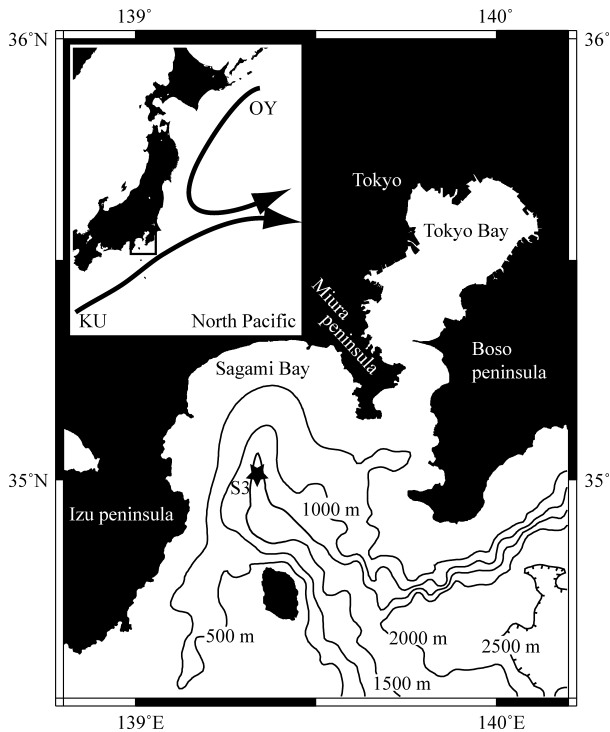 139˚
140˚
36˚N
36˚
OY
KU
North Pacific
Tokyo
Tokyo Bay
Miura
peninsula
Boso
peninsula
Sagami Bay
35˚N
35˚
S3
Izu peninsula
1000 m
500 m
2000 m
2500 m
1500 m
139˚E
140˚E